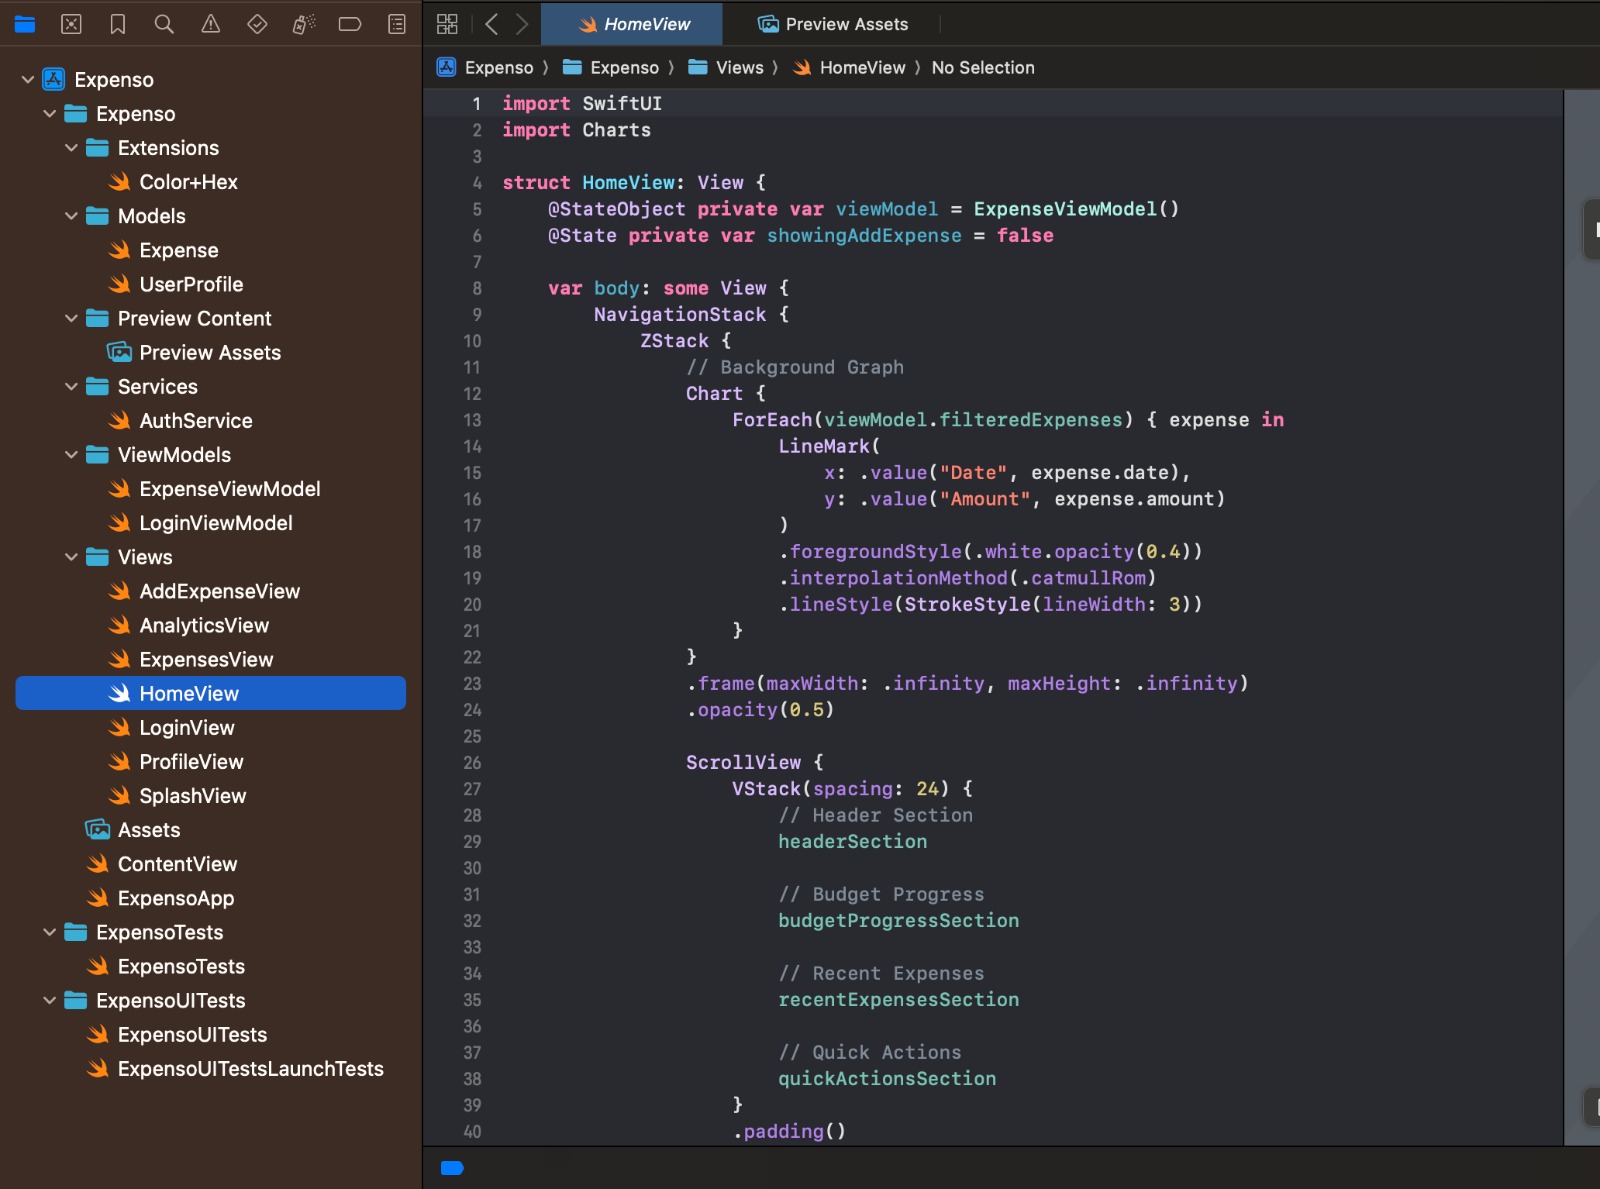 HomeView
Preview Assets
Expenso
Expenso
Extensions
Color+Hex
Models
Expense
UserProfile
Preview Content
Preview Assets
Services
AuthService
ViewModels
ExpenseViewModel
LoginViewModel
Views
AddExpenseView
AnalyticsView
ExpensesView
HomeView
LoginView
ProfileView
SplashView
Assets
ContentView
ExpensoApp
ExpensoTests
ExpensoTests
ExpensoUITests
ExpensoUITests
ExpensoUITestsLaunchTests
Expenso 〉 Expenso 〉 Views 〉 HomeView 〉 No Selection
1 import SwiftUI
2 import Charts
3
4 struct HomeView: View {
5     @StateObject private var viewModel = ExpenseViewModel()
6     @State private var showingAddExpense = false
7
8     var body: some View {
9         NavigationStack {
10             ZStack {
11                 // Background Graph
12                 Chart {
13                     ForEach(viewModel.filteredExpenses) { expense in
14                         LineMark(
15                             x: .value("Date", expense.date),
16                             y: .value("Amount", expense.amount)
17                         )
18                         .foregroundStyle(.white.opacity(0.4))
19                         .interpolationMethod(.catmullRom)
20                         .lineStyle(StrokeStyle(lineWidth: 3))
21                     }
22                 }
23                 .frame(maxWidth: .infinity, maxHeight: .infinity)
24                 .opacity(0.5)
25
26                 ScrollView {
27                     VStack(spacing: 24) {
28                         // Header Section
29                         headerSection
30
31                         // Budget Progress
32                         budgetProgressSection
33
34                         // Recent Expenses
35                         recentExpensesSection
36
37                         // Quick Actions
38                         quickActionsSection
39                     }
40                     .padding()